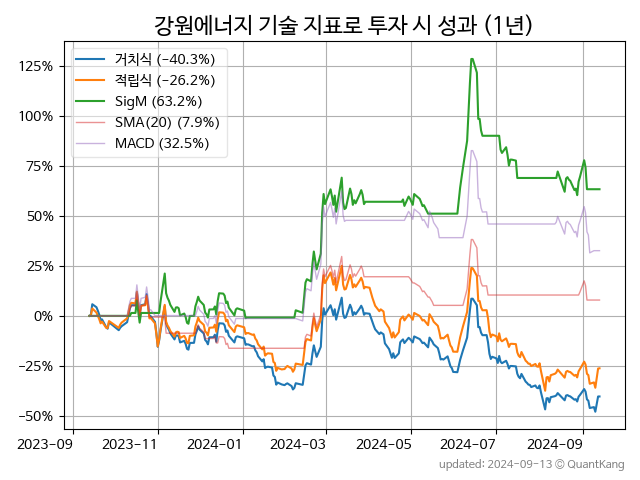 강원에너지 기술 지표로 투자 시 성과 (1년)
거치식 (-40.3%)
적립식 (-26.2%)
SigM (63.2%)
SMA(20) (7.9%)
MACD (32.5%)
125%
100%
75%
50%
25%
0%
-25%
-50%
2023-09 2023-11 2024-01 2024-03 2024-05 2024-07 2024-09
updated: 2024-09-13 © QuantKang